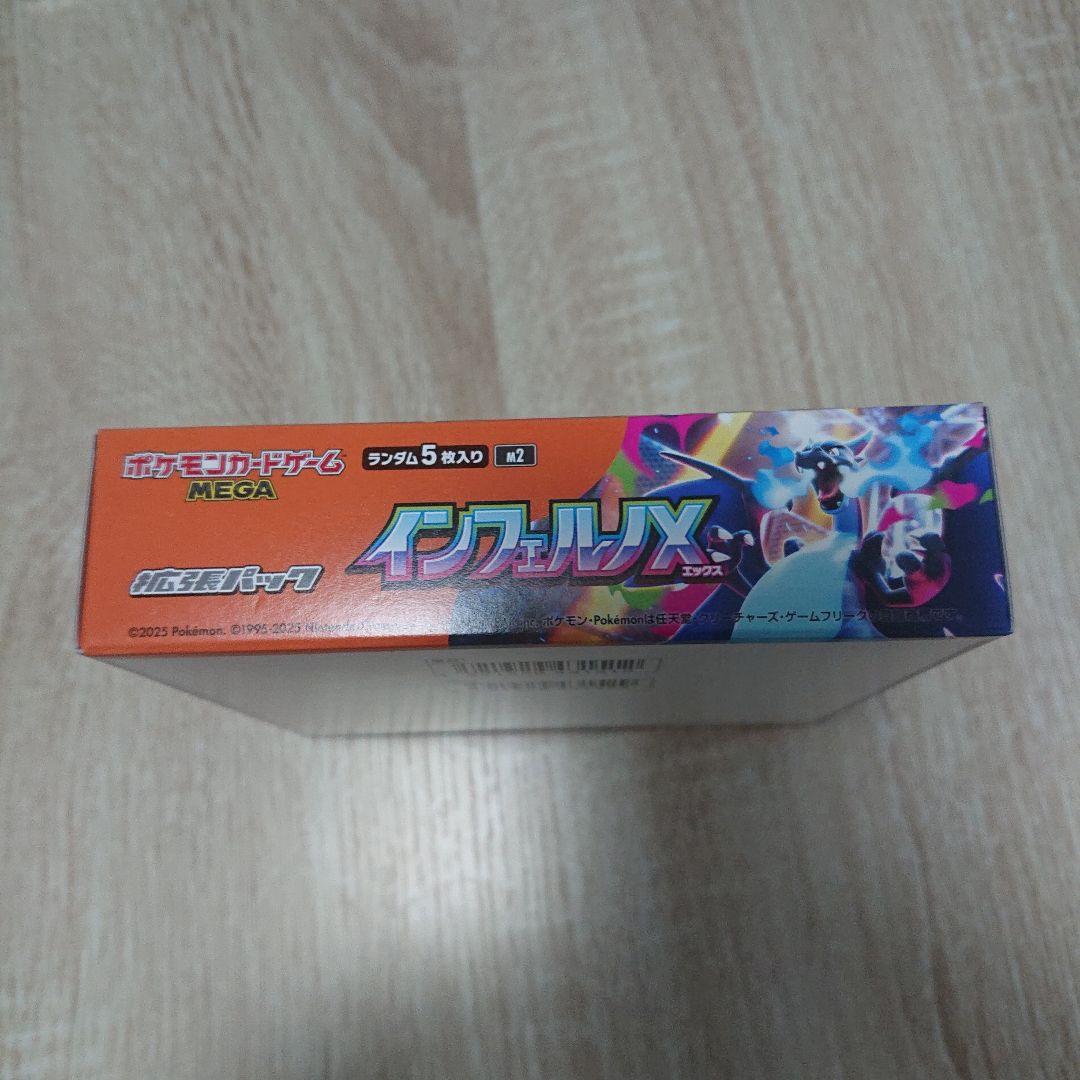 ポケモンカードゲーム
MEGA
ランダム5枚入り M2
インフェルノX
エックス
拡張パック
©2025 Pokémon. ©1995-2025 Nintendo
ポケモン・Pokémonは任天堂・クリーチャーズ・ゲームフリークの